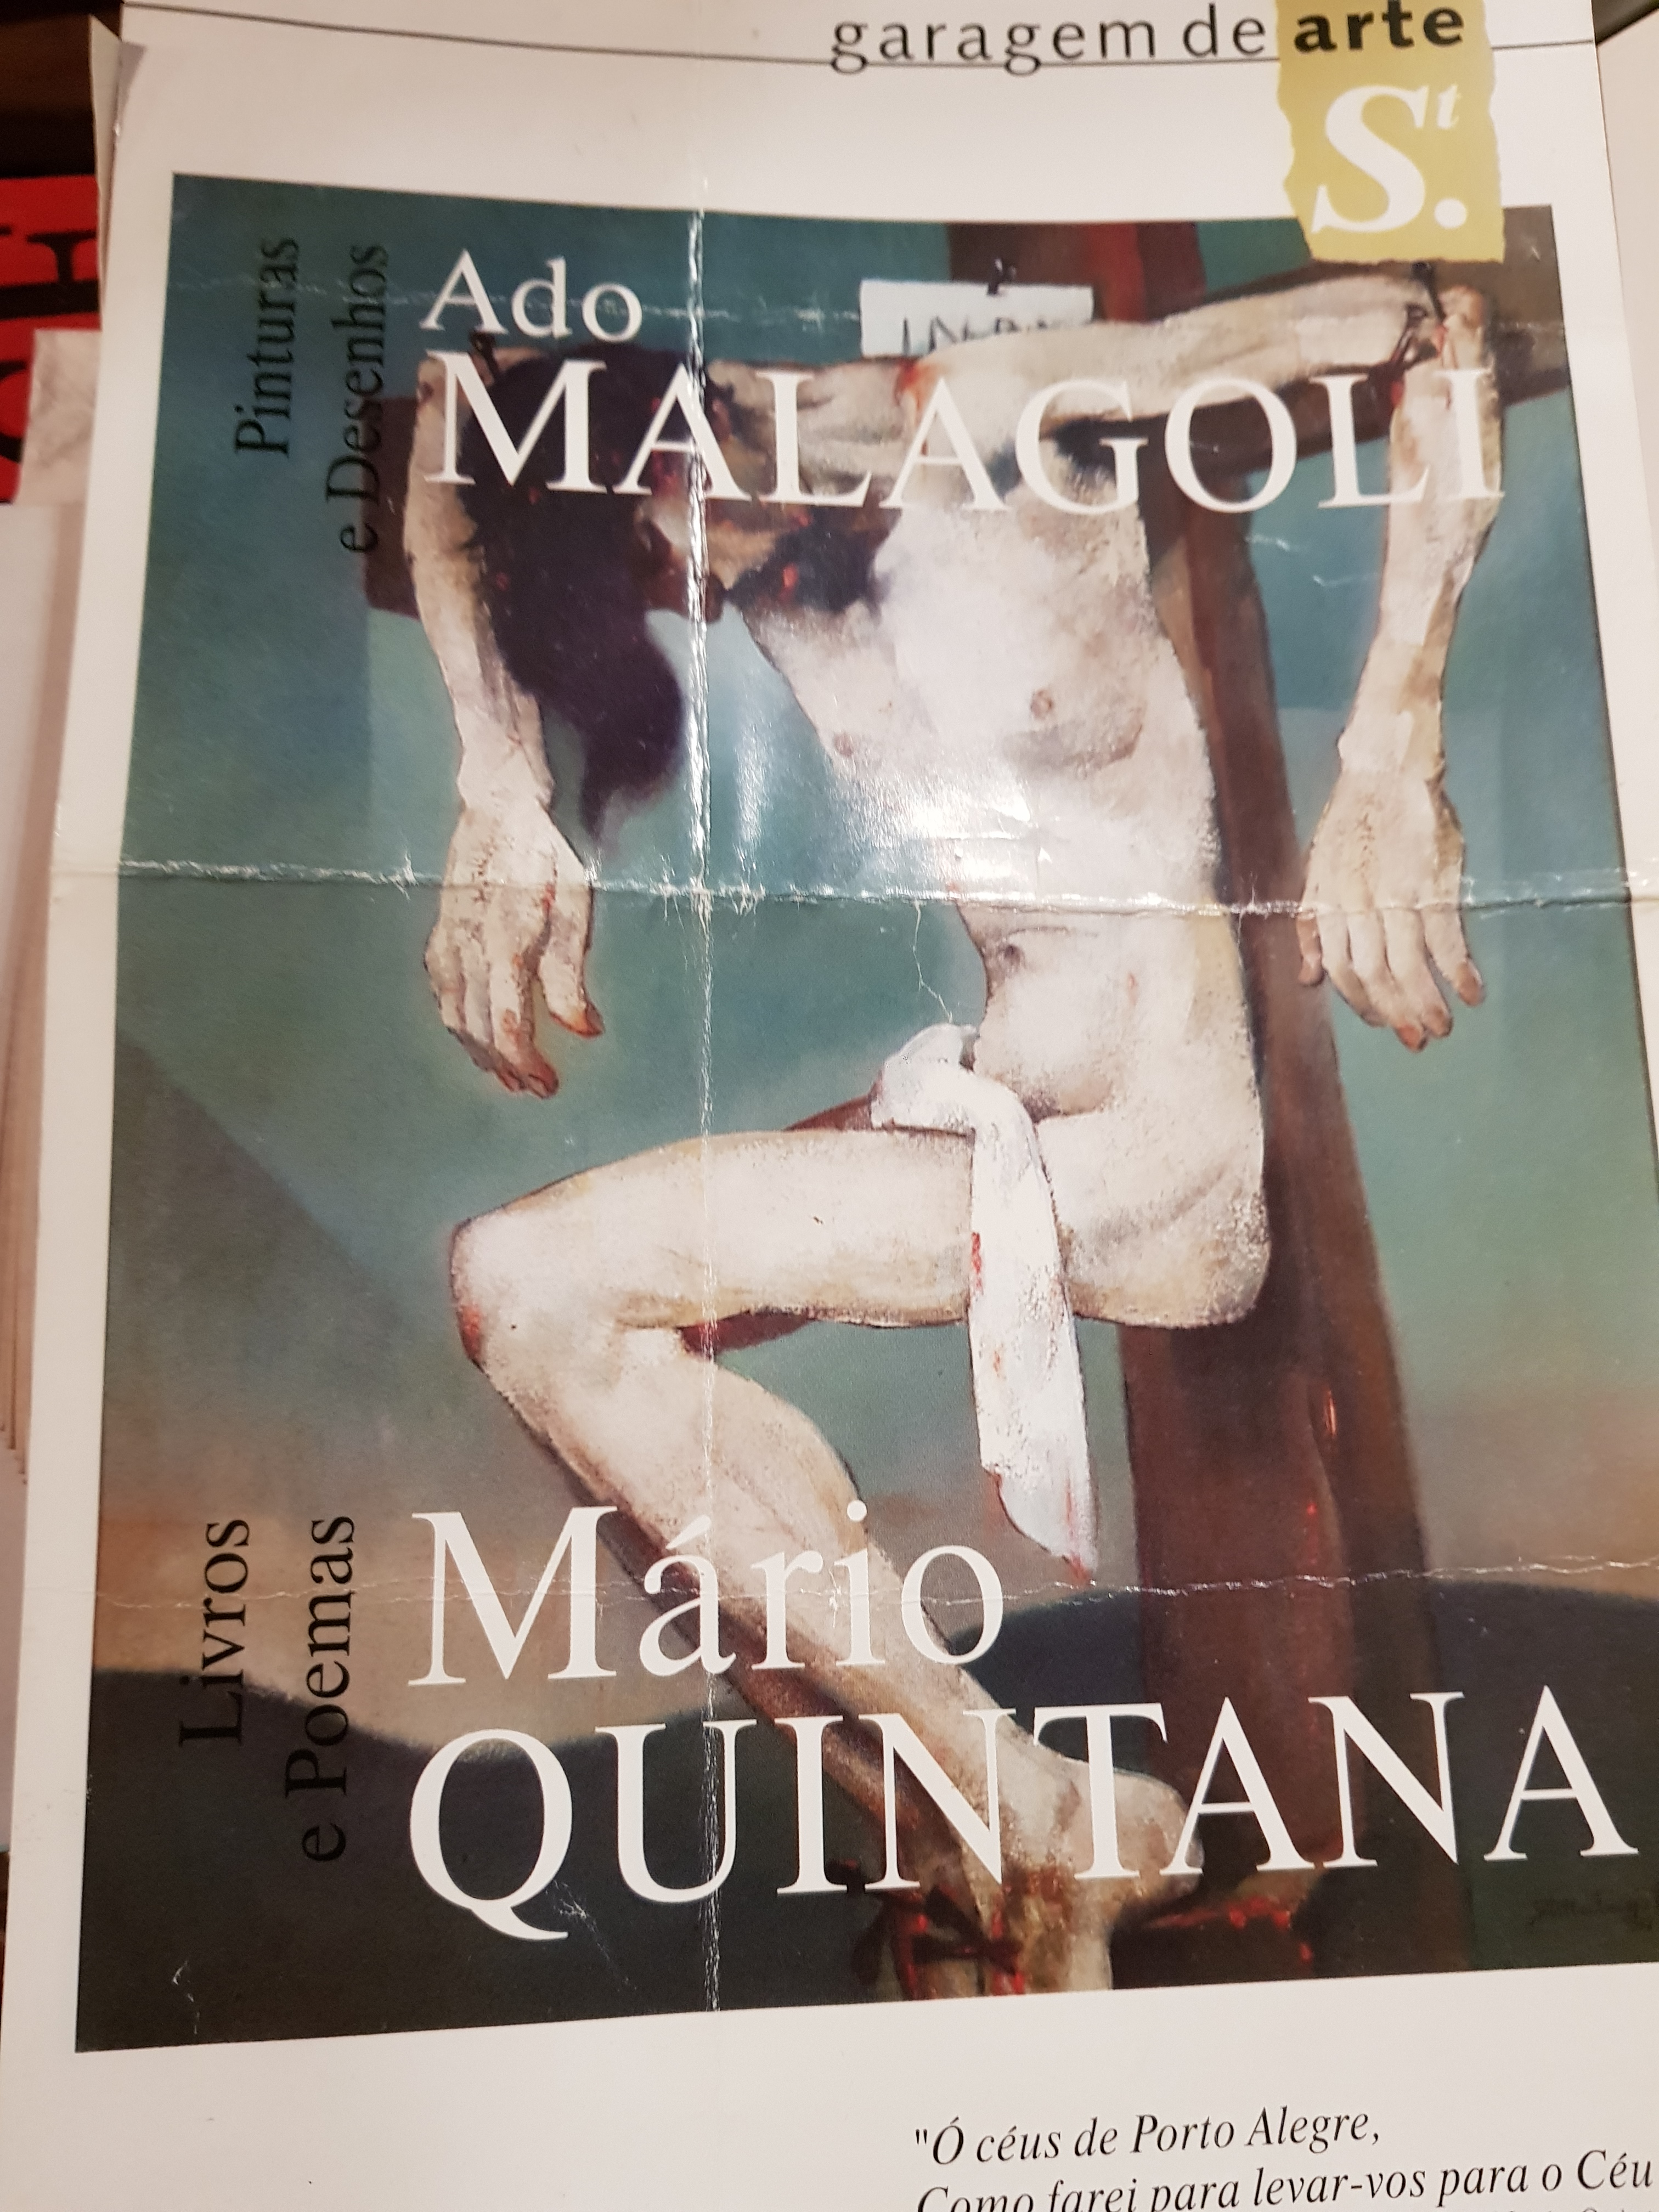 garagem de arte
St.
Pinturas
e Desenhos
Ado
MALAGOLI
Livros
e Poemas
Mário
QUINTANA
"Ó céus de Porto Alegre,
Como farei para levar-vos para o Céu